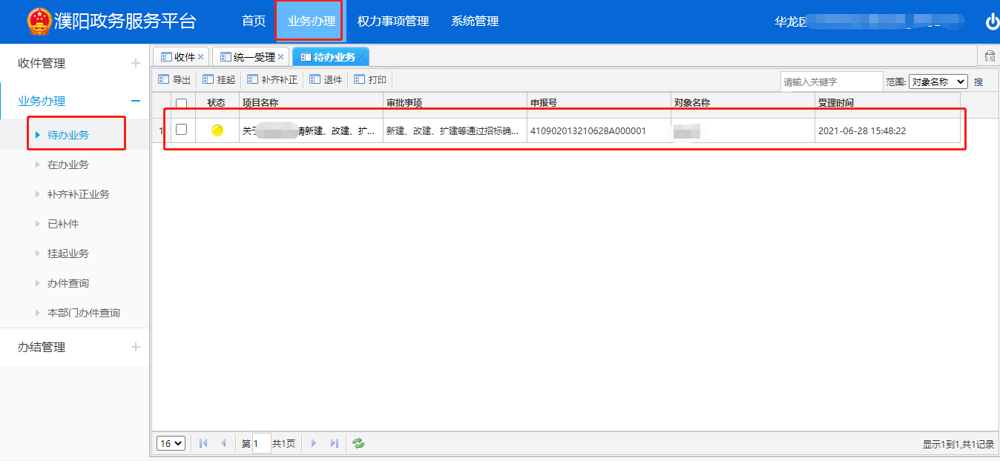 濮阳政务服务平台 首页 业务办理 权力事项管理 系统管理 华龙区
收件管理
业务办理
待办业务
在办业务
补齐补正业务
已补件
挂起业务
办件查询
本部门办件查询
办结管理
收件 统一受理 待办业务
导出 挂起 补齐补正 退件 打印 请输入关键字 范围: 对象名称 搜
状态 项目名称 审批事项 申报号 对象名称 受理时间
1 关于 请新建、改建、扩... 新建、改建、扩建等通过招标确... 410902013210628A000001 2021-06-28 15:48:22
16 第 1 共1页 显示1到1,共1记录